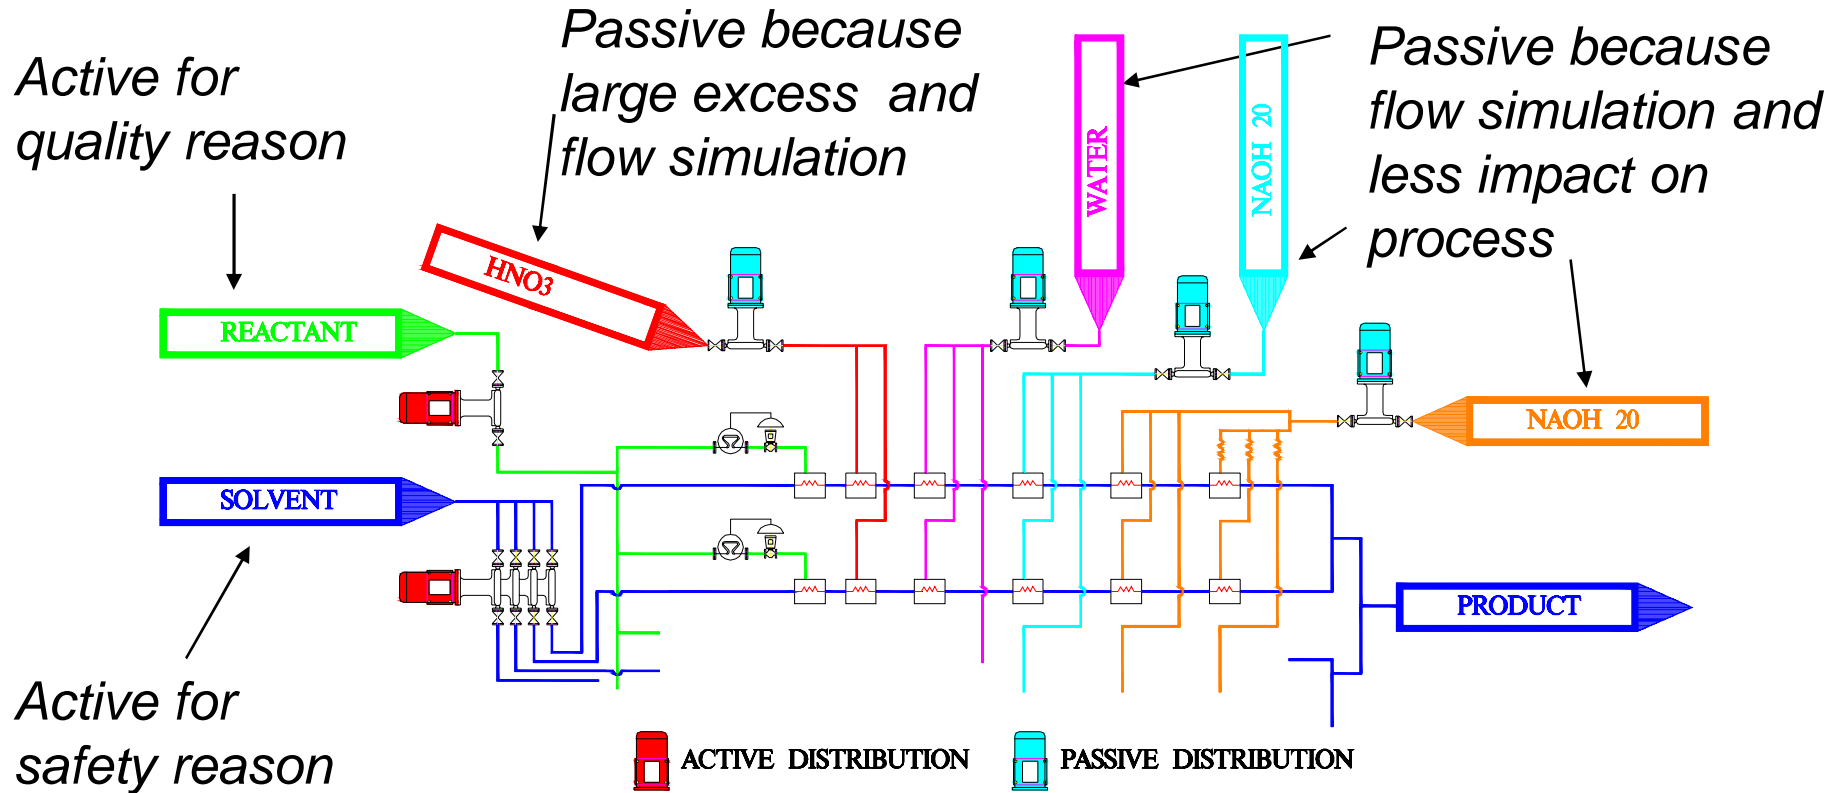 Active for
quality reason
Passive because
large excess and
flow simulation
Passive because
flow simulation and
less impact on
process
WATER
NAOH 20
HNO3
REACTANT
NAOH 20
SOLVENT
PRODUCT
Active for
safety reason
ACTIVE DISTRIBUTION
PASSIVE DISTRIBUTION